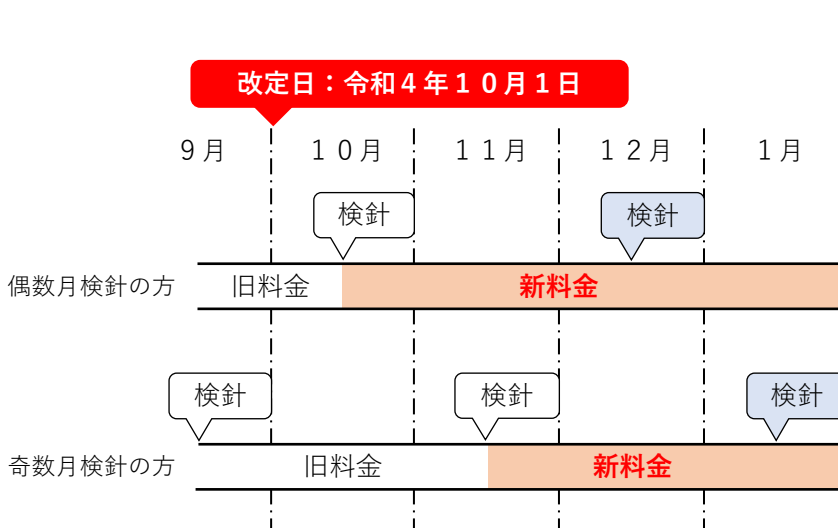 改定日：令和４年１０月１日
９月 １０月 １１月 １２月 １月
検針 検針
偶数月検針の方 旧料金 新料金
検針 検針 検針
奇数月検針の方 旧料金 新料金